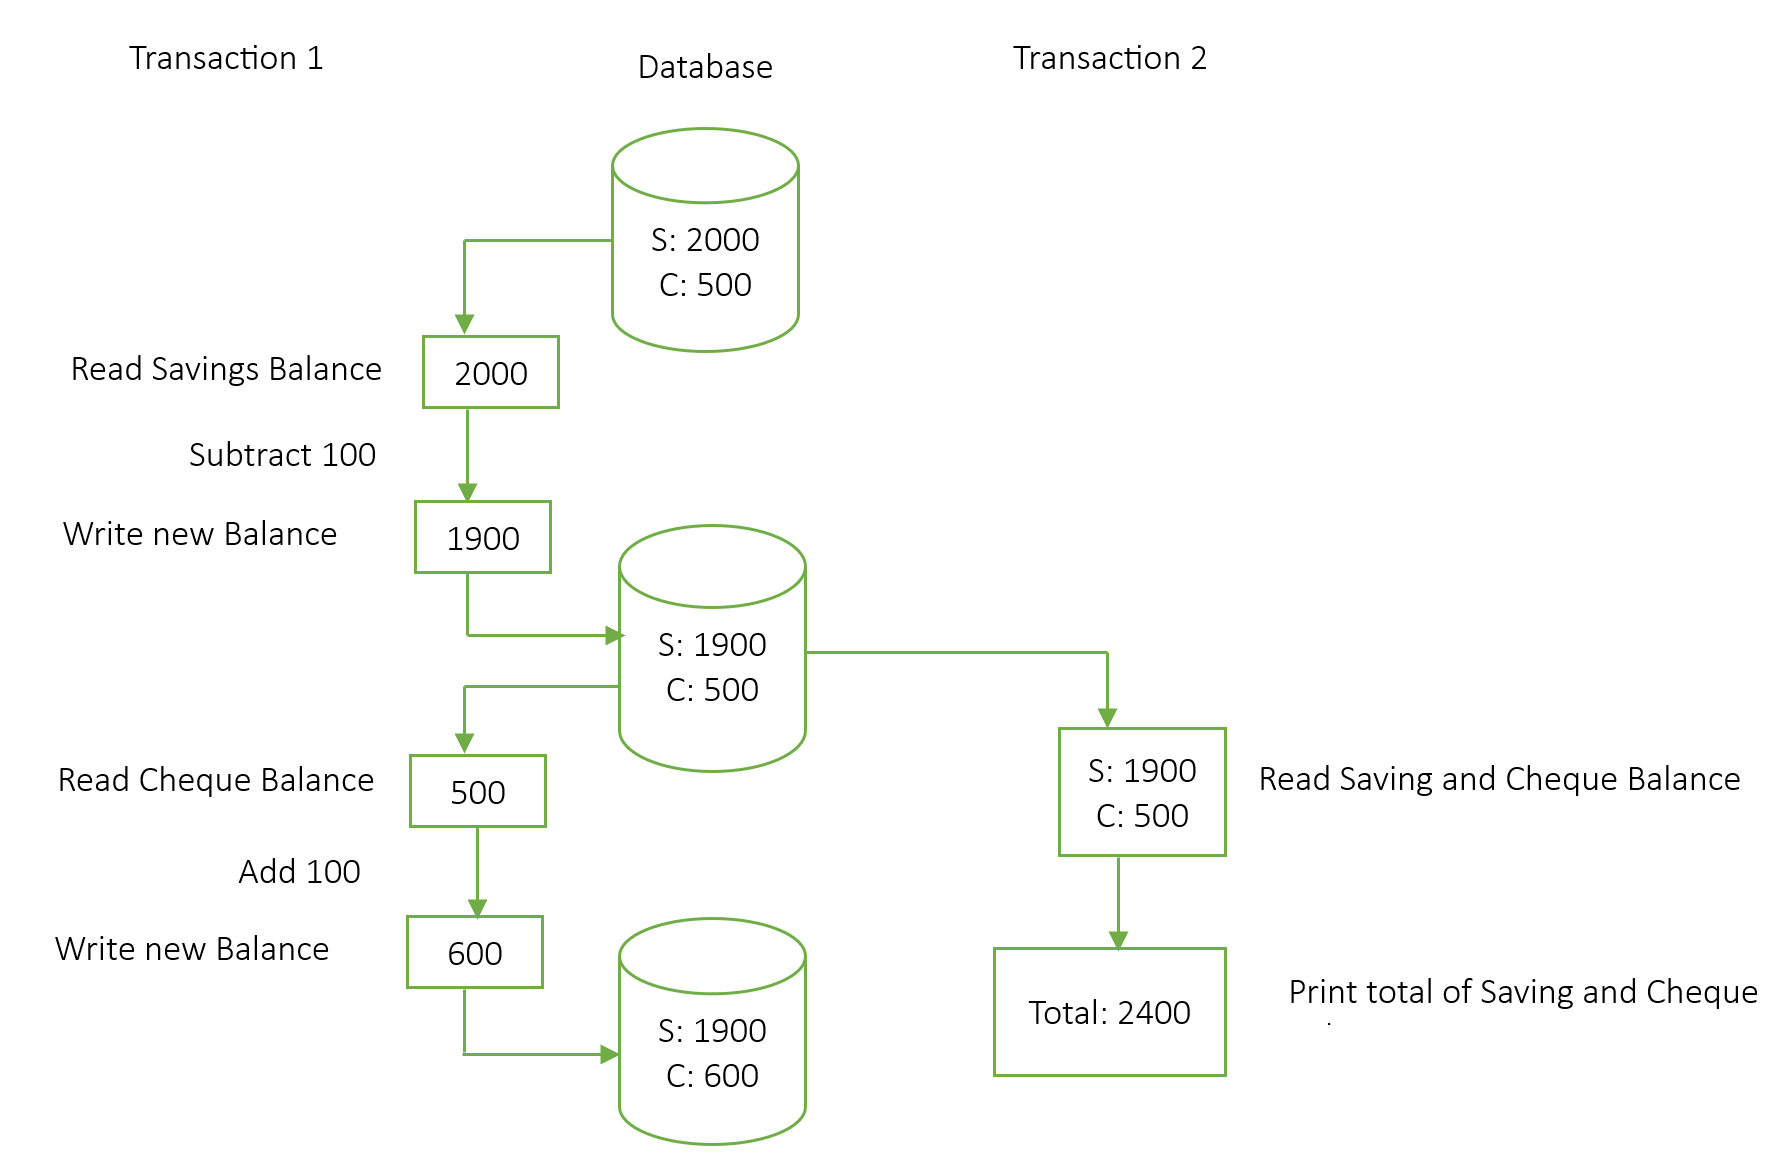 Transaction 1
Database
Transaction 2
S: 2000
C: 500
Read Savings Balance
2000
Subtract 100
Write new Balance
1900
S: 1900
C: 500
Read Cheque Balance
500
S: 1900
C: 500
Read Saving and Cheque Balance
Add 100
Write new Balance
600
S: 1900
C: 600
Total: 2400
Print total of Saving and Cheque